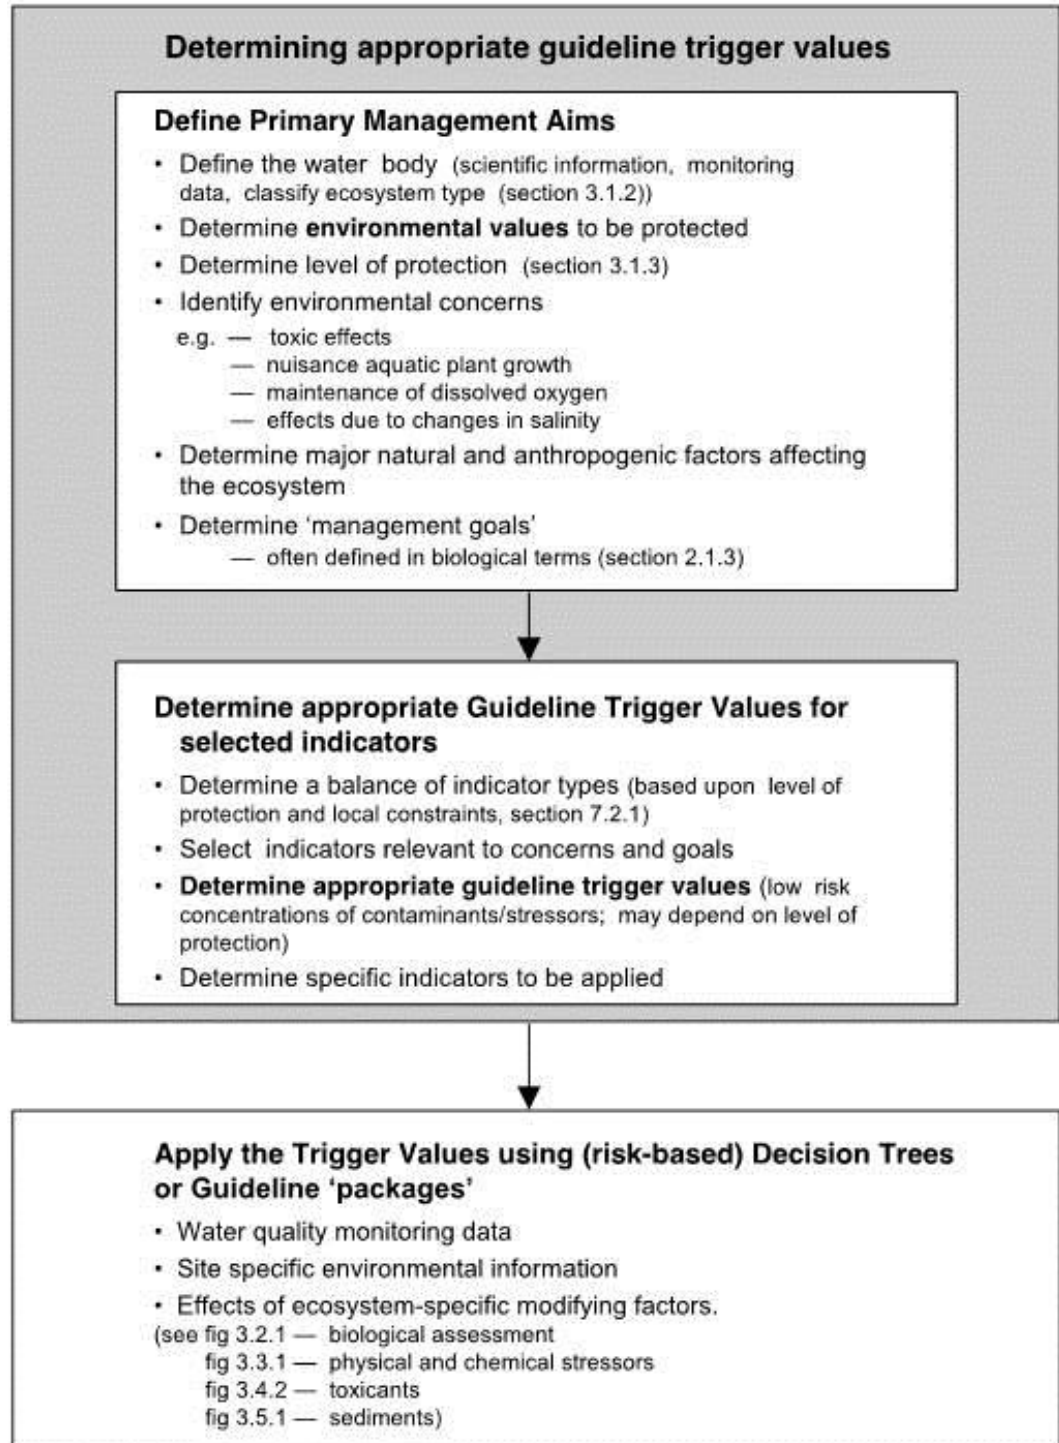 Determining appropriate guideline trigger values
Define Primary Management Aims
• Define the water body (scientific information, monitoring
data, classify ecosystem type (section 3.1.2))
• Determine environmental values to be protected
• Determine level of protection (section 3.1.3)
• Identify environmental concerns
e.g. — toxic effects
— nuisance aquatic plant growth
— maintenance of dissolved oxygen
— effects due to changes in salinity
• Determine major natural and anthropogenic factors affecting
the ecosystem
• Determine ‘management goals’
— often defined in biological terms (section 2.1.3)
Determine appropriate Guideline Trigger Values for
selected indicators
• Determine a balance of indicator types (based upon level of
protection and local constraints, section 7.2.1)
• Select indicators relevant to concerns and goals
• Determine appropriate guideline trigger values (low risk
concentrations of contaminants/stressors; may depend on level of
protection)
• Determine specific indicators to be applied
Apply the Trigger Values using (risk-based) Decision Trees
or Guideline ‘packages’
• Water quality monitoring data
• Site specific environmental information
• Effects of ecosystem-specific modifying factors.
(see fig 3.2.1 — biological assessment
fig 3.3.1 — physical and chemical stressors
fig 3.4.2 — toxicants
fig 3.5.1 — sediments)